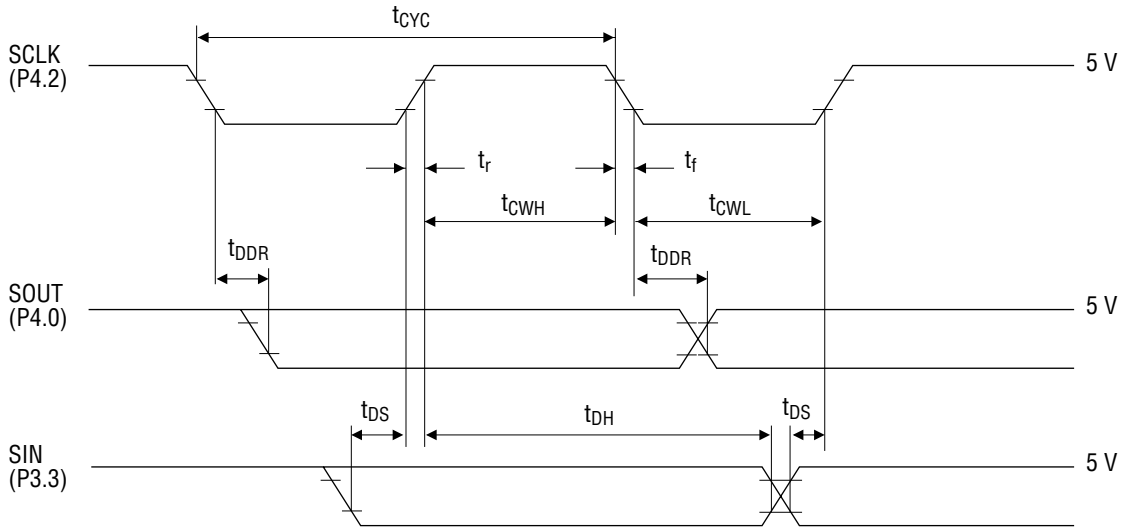 tCYC
SCLK
(P4.2)
5 V
tr
tf
tCWH
tCWL
tDDR
tDDR
SOUT
(P4.0)
5 V
tDS
tDH
tDS
SIN
(P3.3)
5 V